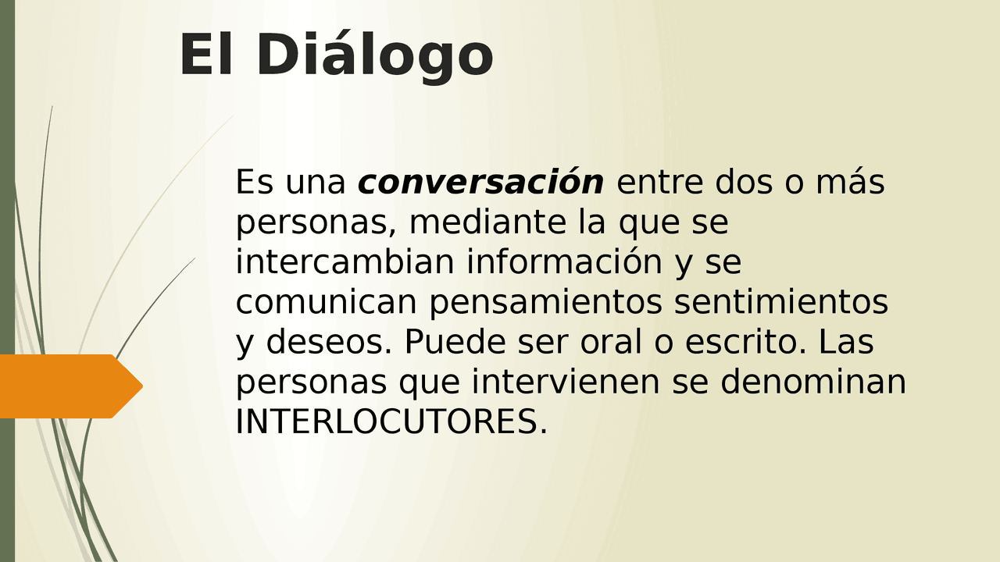 El Diálogo
Es una conversación entre dos o más
personas, mediante la que se
intercambian información y se
comunican pensamientos sentimientos
y deseos. Puede ser oral o escrito. Las
personas que intervienen se denominan
INTERLOCUTORES.